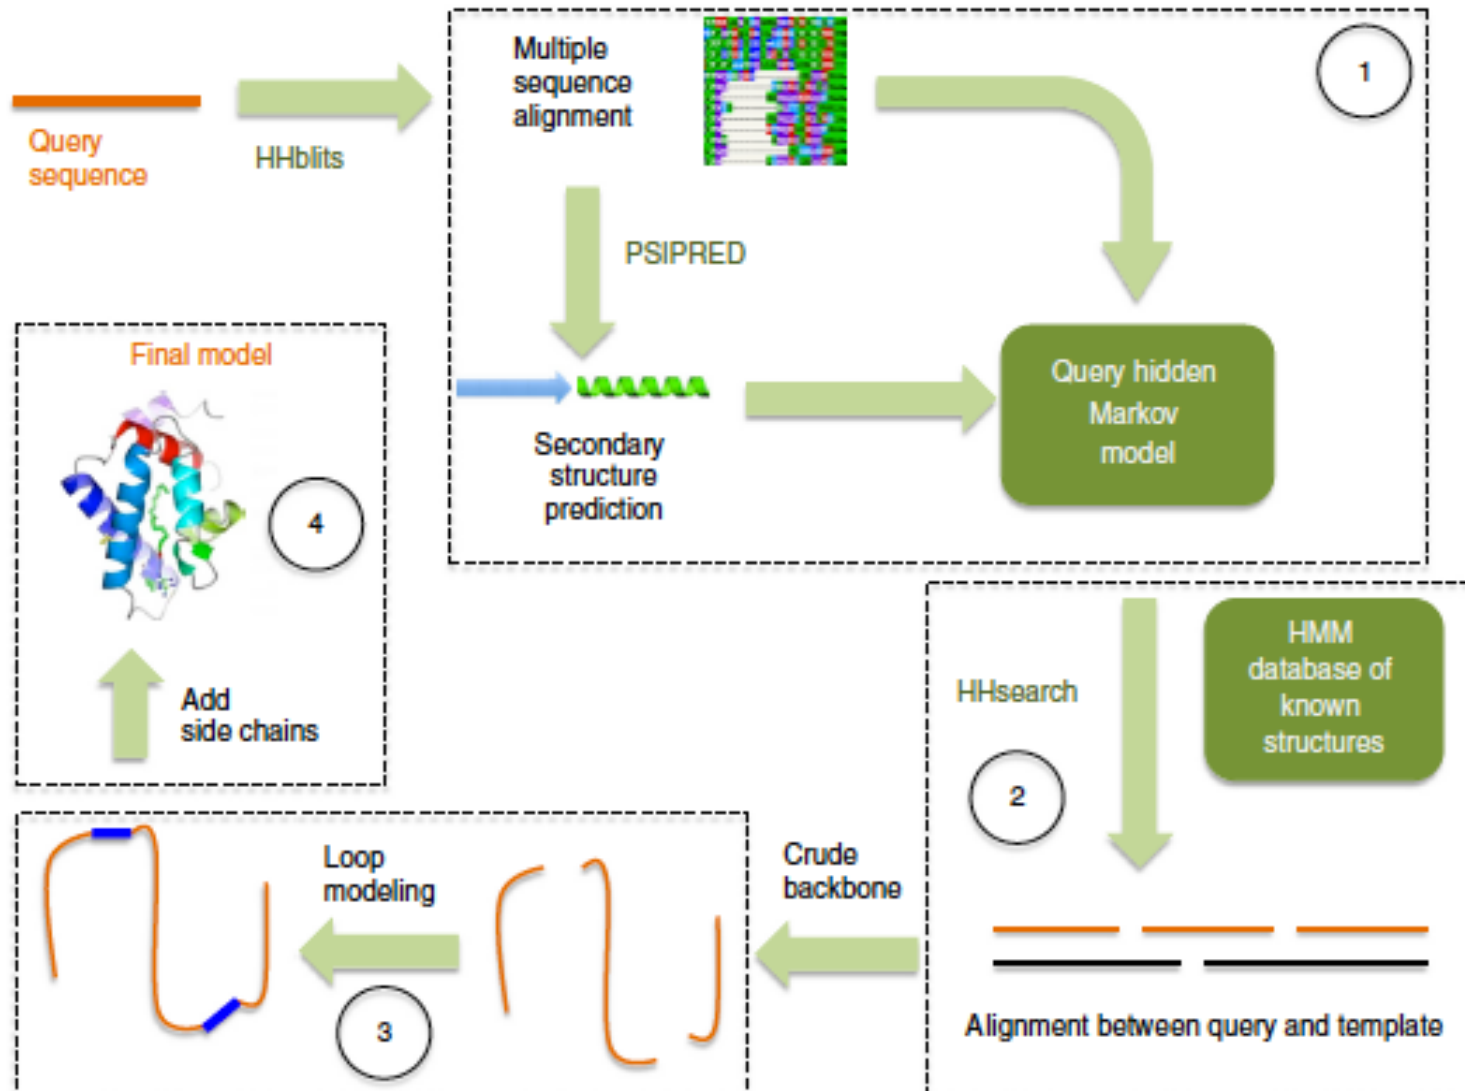 Query
sequence
HHblits
Multiple
sequence
alignment
1
PSIPRED
Secondary
structure
prediction
Query hidden
Markov
model
HHsearch
HMM
database of
known
structures
2
Alignment between query and template
Crude
backbone
Loop
modeling
3
Add
side chains
Final model
4